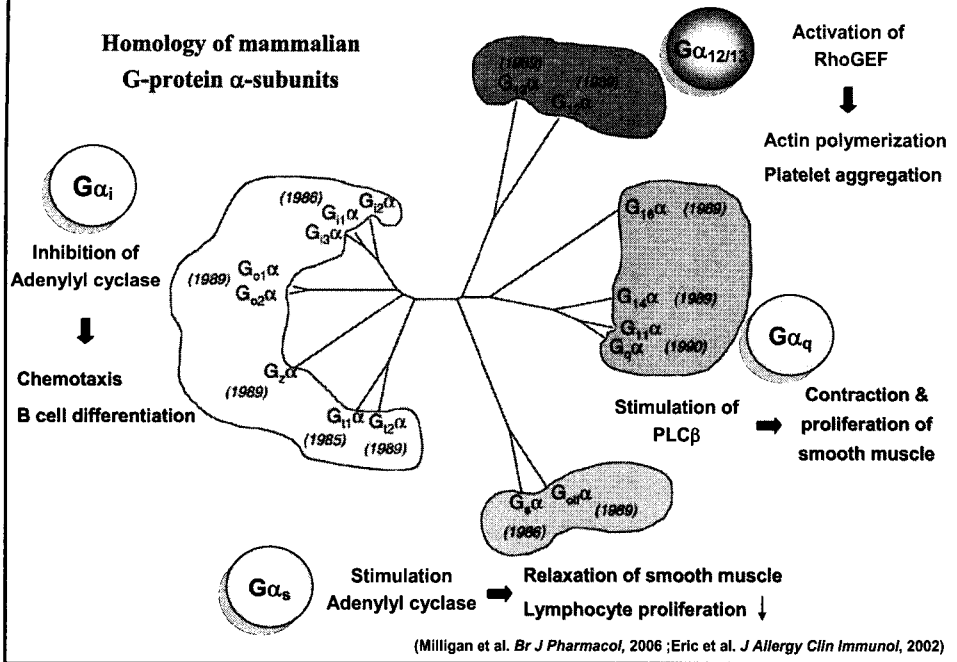 Homology of mammalian
G-protein α-subunits
Gα12/13
Activation of
RhoGEF
Actin polymerization
Platelet aggregation
(1989)
G13α
(1989)
G12α
Gαi
Inhibition of
Adenylyl cyclase
Chemotaxis
B cell differentiation
(1986)
Gi2α
Gi1α
Gi3α
(1989)
Go1α
Go2α
Gzα
(1989)
Gt1α
Gt2α
(1985)
(1989)
G16α (1989)
G14α (1989)
G11α
Gqα (1990)
Gαq
Stimulation of
PLCβ
Contraction &
proliferation of
smooth muscle
Gsα
Golfα
(1986)
(1989)
Gαs
Stimulation
Adenylyl cyclase
Relaxation of smooth muscle
Lymphocyte proliferation ↓
(Milligan et al. Br J Pharmacol, 2006 ;Eric et al. J Allergy Clin Immunol, 2002)